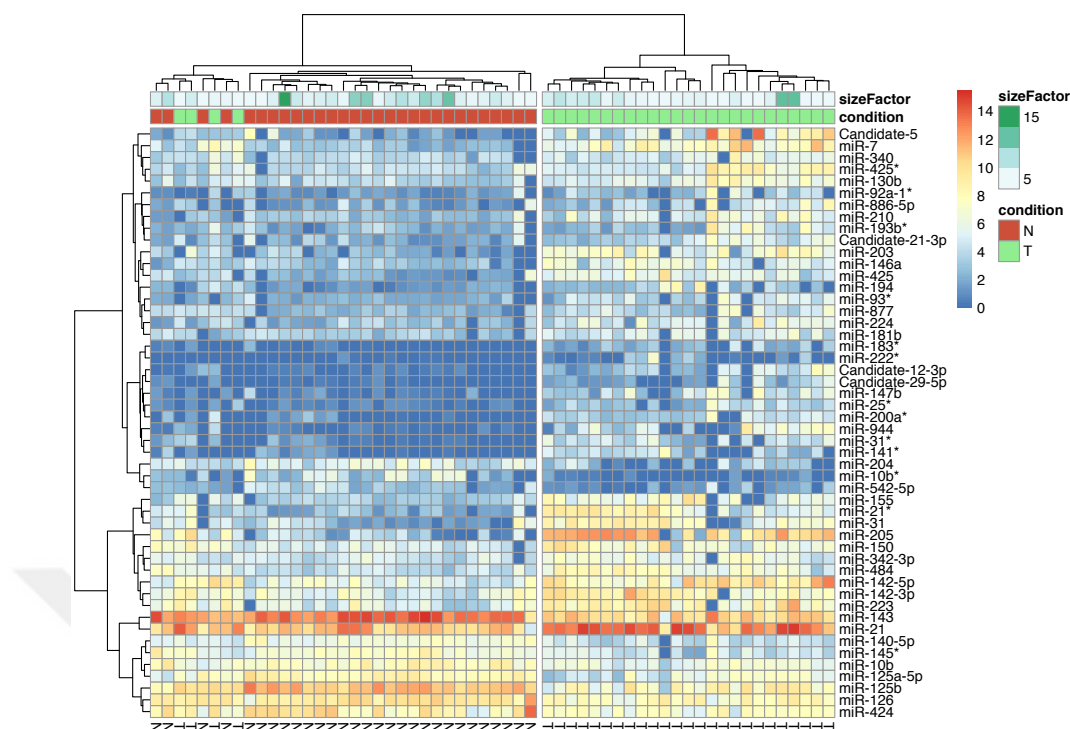 sizeFactor
condition
Candidate-5
miR-7
miR-340
miR-425*
miR-130b
miR-92a-1*
miR-886-5p
miR-210
miR-193b*
Candidate-21-3p
miR-203
miR-146a
miR-425
miR-194
miR-93*
miR-877
miR-224
miR-181b
miR-183*
miR-222*
Candidate-12-3p
Candidate-29-5p
miR-147b
miR-25*
miR-200a*
miR-944
miR-31*
miR-141*
miR-204
miR-10b*
miR-542-5p
miR-155
miR-21*
miR-31
miR-205
miR-150
miR-342-3p
miR-484
miR-142-5p
miR-142-3p
miR-223
miR-143
miR-21
miR-140-5p
miR-145*
miR-10b
miR-125a-5p
miR-125b
miR-126
miR-424
14
12
10
8
6
4
2
0
sizeFactor
15
5
condition
N
T
N N T T N T N T N N N N N N N N N N N N N N N N N N N N N N N N N T T T T T T T T T T T T T T T T T T T T T T T T T